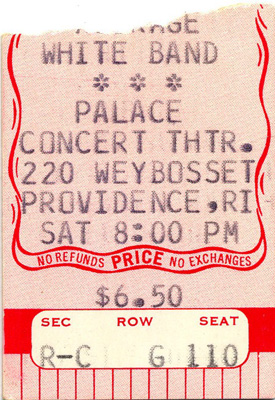 AVERAGE
WHITE BAND
* * *
PALACE
CONCERT THTR.
220 WEYBOSSET
PROVIDENCE,RI
SAT 8:00 PM
NO REFUNDS PRICE NO EXCHANGES
$6.50
SEC ROW SEAT
R-C G 110